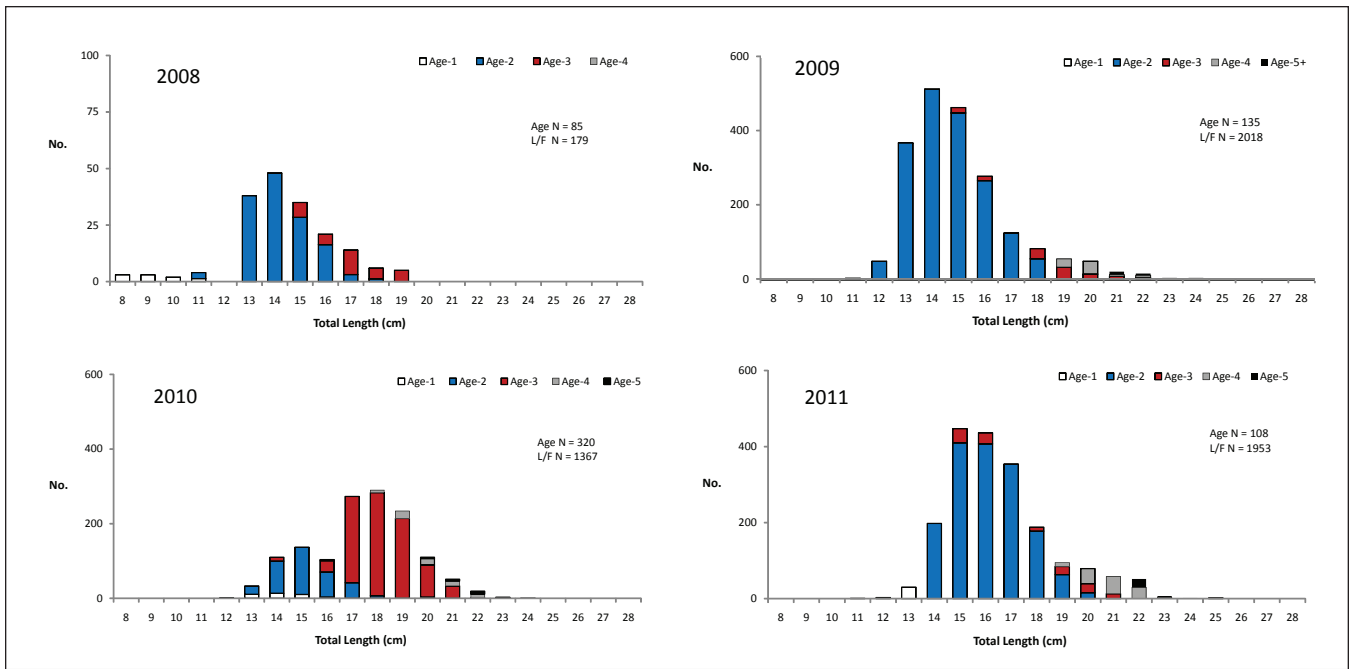 2008
100
75
50
25
0
No.
Age-1 Age-2 Age-3 Age-4
Age N = 85
L/F N = 179
8 9 10 11 12 13 14 15 16 17 18 19 20 21 22 23 24 25 26 27 28
Total Length (cm)
2009
600
400
200
0
No.
Age-1 Age-2 Age-3 Age-4 Age-5+
Age N = 135
L/F N = 2018
8 9 10 11 12 13 14 15 16 17 18 19 20 21 22 23 24 25 26 27 28
Total Length (cm)
2010
600
400
200
0
No.
Age-1 Age-2 Age-3 Age-4 Age-5
Age N = 320
L/F N = 1367
8 9 10 11 12 13 14 15 16 17 18 19 20 21 22 23 24 25 26 27 28
Total Length (cm)
2011
600
400
200
0
No.
Age-1 Age-2 Age-3 Age-4 Age-5
Age N = 108
L/F N = 1953
8 9 10 11 12 13 14 15 16 17 18 19 20 21 22 23 24 25 26 27 28
Total Length (cm)